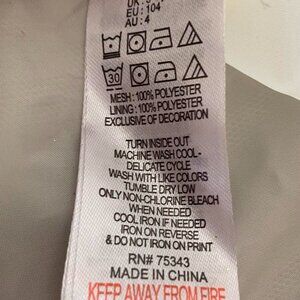 EU : 104
AU : 4
30
MESH : 100% POLYESTER
LINING : 100% POLYESTER
EXCLUSIVE OF DECORATION
TURN INSIDE OUT
MACHINE WASH COOL -
DELICATE CYCLE
WASH WITH LIKE COLORS
TUMBLE DRY LOW
ONLY NON-CHLORINE BLEACH
WHEN NEEDED
COOL IRON IF NEEDED
IRON ON REVERSE
& DO NOT IRON ON PRINT
RN# 75343
MADE IN CHINA
KEEP AWAY FROM FIRE